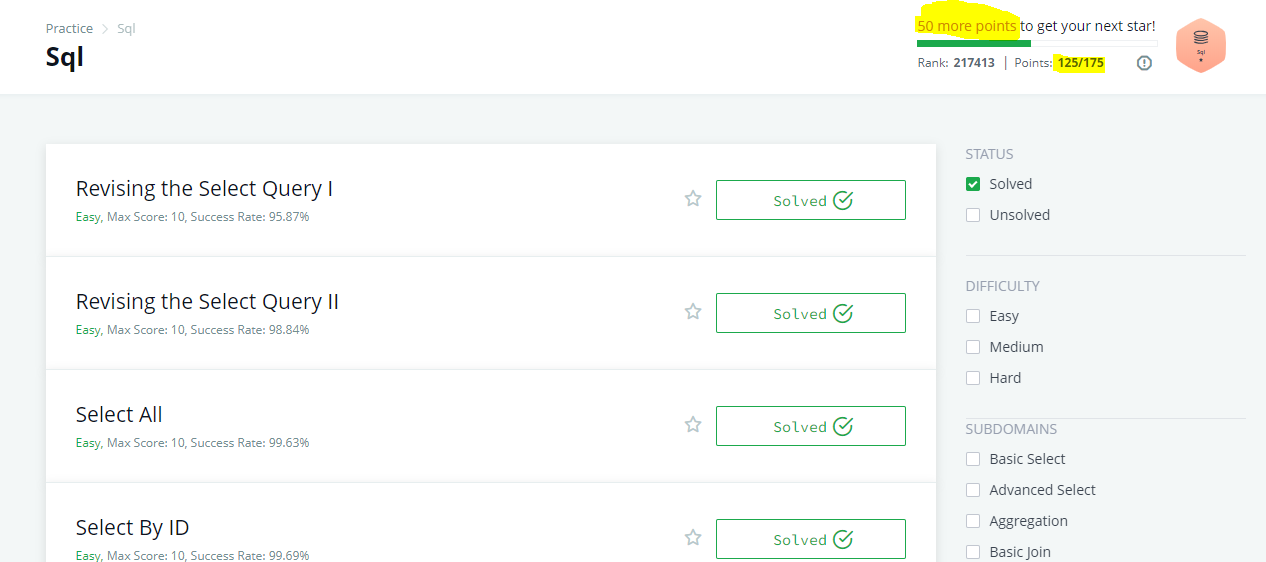 Practice > Sql
Sql
50 more points to get your next star!
Rank: 217413 | Points: 125/175
Sql
Revising the Select Query I
Easy, Max Score: 10, Success Rate: 95.87%
Solved
Revising the Select Query II
Easy, Max Score: 10, Success Rate: 98.84%
Solved
Select All
Easy, Max Score: 10, Success Rate: 99.63%
Solved
Select By ID
Easy, Max Score: 10, Success Rate: 99.69%
Solved
STATUS
Solved
Unsolved
DIFFICULTY
Easy
Medium
Hard
SUBDOMAINS
Basic Select
Advanced Select
Aggregation
Basic Join